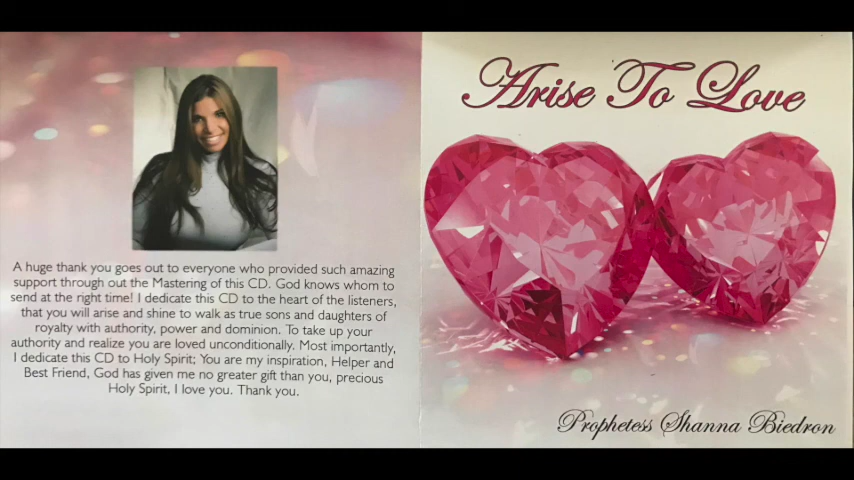 A huge thank you goes out to everyone who provided such amazing
support through out the Mastering of this CD. God knows whom to
send at the right time! I dedicate this CD to the heart of the listeners,
that you will arise and shine to walk as true sons and daughters of
royalty with authority, power and dominion. To take up your
authority and realize you are loved unconditionally. Most importantly,
I dedicate this CD to Holy Spirit; You are my inspiration, Helper and
Best Friend, God has given me no greater gift than you, precious
Holy Spirit, I love you. Thank you.
Arise To Love
Prophetess Shanna Biedron